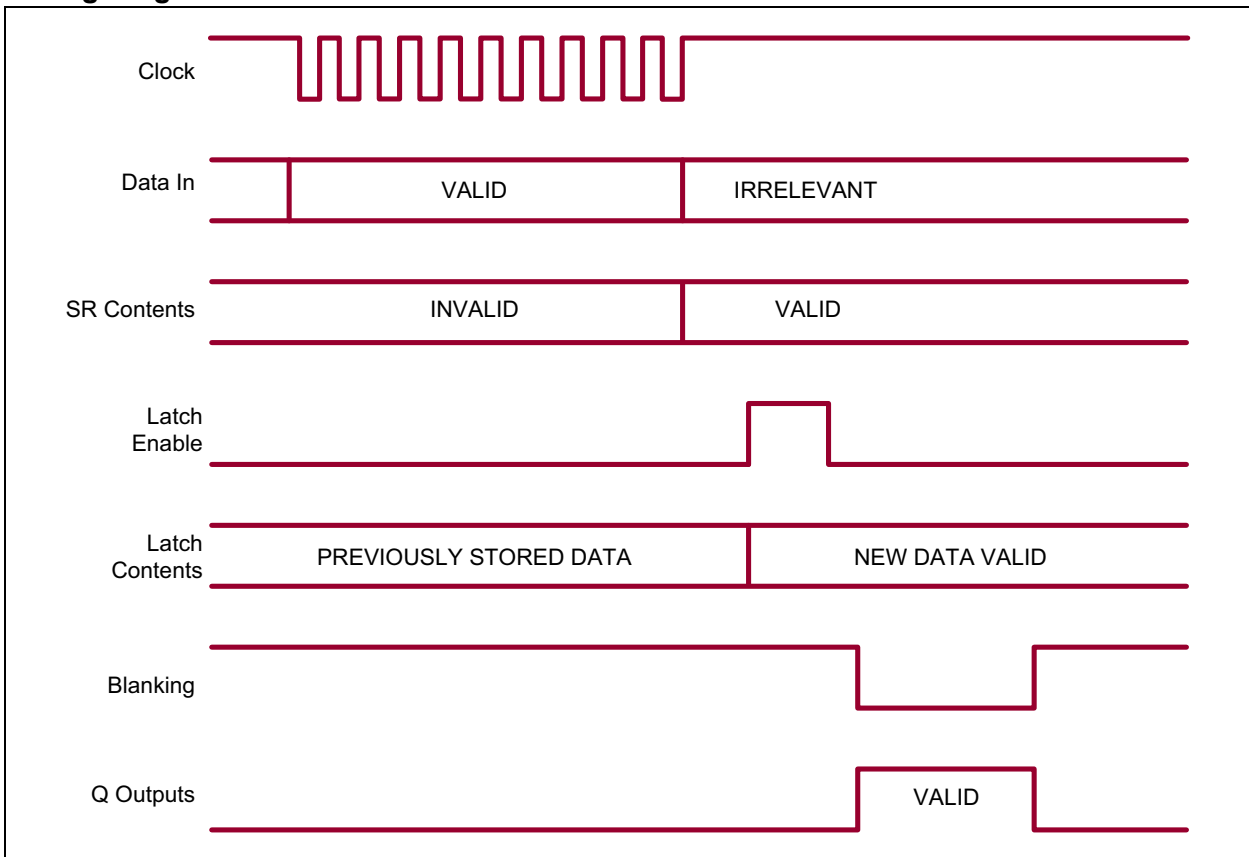 Clock
Data In
VALID
IRRELEVANT
SR Contents
INVALID
VALID
Latch
Enable
Latch
Contents
PREVIOUSLY STORED DATA
NEW DATA VALID
Blanking
Q Outputs
VALID